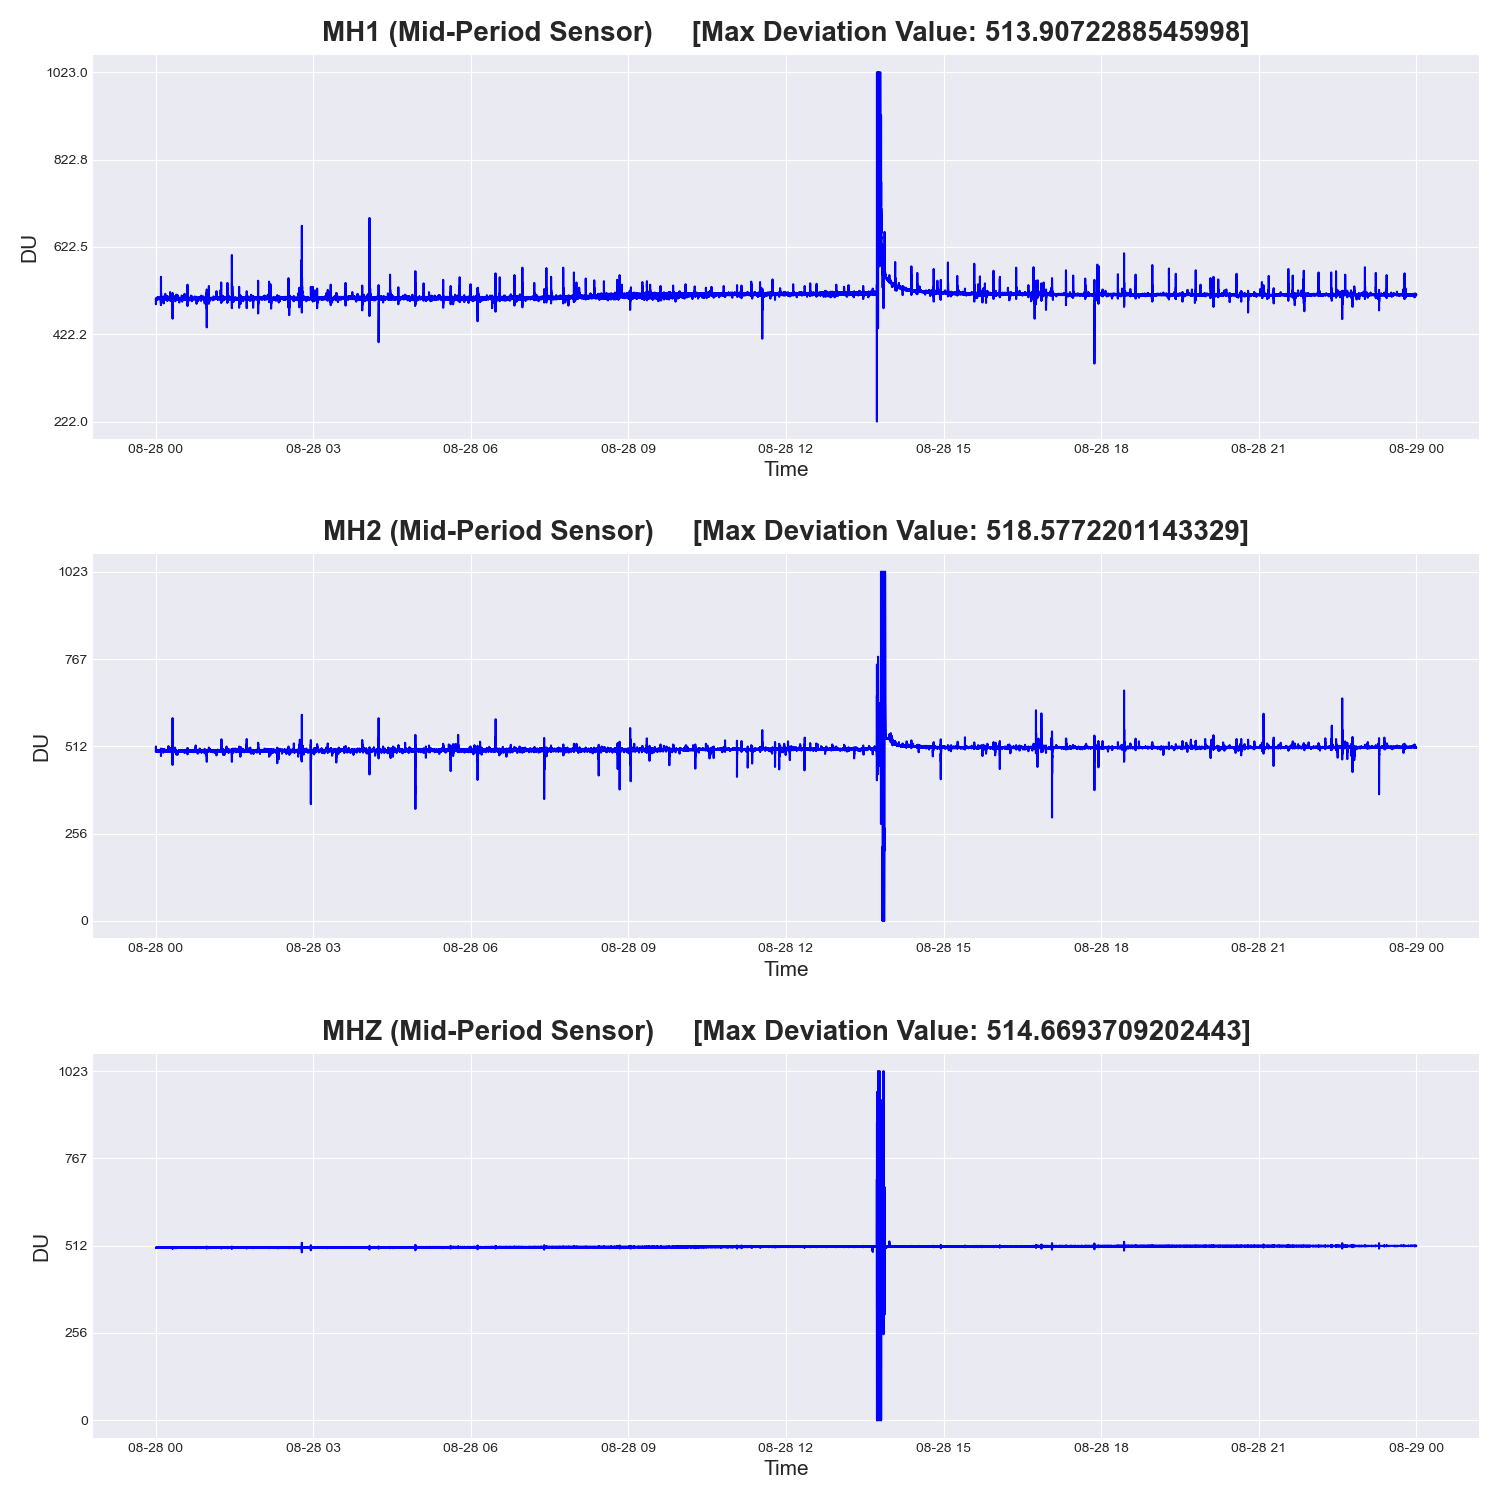 MH1 (Mid-Period Sensor) [Max Deviation Value: 513.9072288545998]
1023.0
822.8
622.5
422.2
222.0
DU
08-28 00 08-28 03 08-28 06 08-28 09 08-28 12 08-28 15 08-28 18 08-28 21 08-29 00
Time
MH2 (Mid-Period Sensor) [Max Deviation Value: 518.5772201143329]
1023
767
512
256
0
DU
08-28 00 08-28 03 08-28 06 08-28 09 08-28 12 08-28 15 08-28 18 08-28 21 08-29 00
Time
MHZ (Mid-Period Sensor) [Max Deviation Value: 514.6693709202443]
1023
767
512
256
0
DU
08-28 00 08-28 03 08-28 06 08-28 09 08-28 12 08-28 15 08-28 18 08-28 21 08-29 00
Time